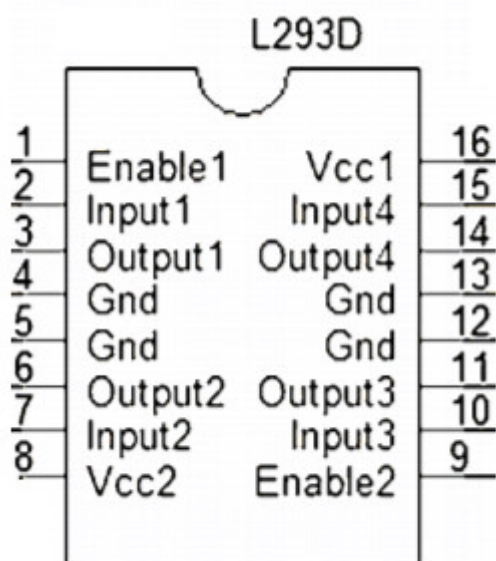 L293D
1 Enable1 Vcc1 16
2 Input1 Input4 15
3 Output1 Output4 14
4 Gnd Gnd 13
5 Gnd Gnd 12
6 Output2 Output3 11
7 Input2 Input3 10
8 Vcc2 Enable2 9